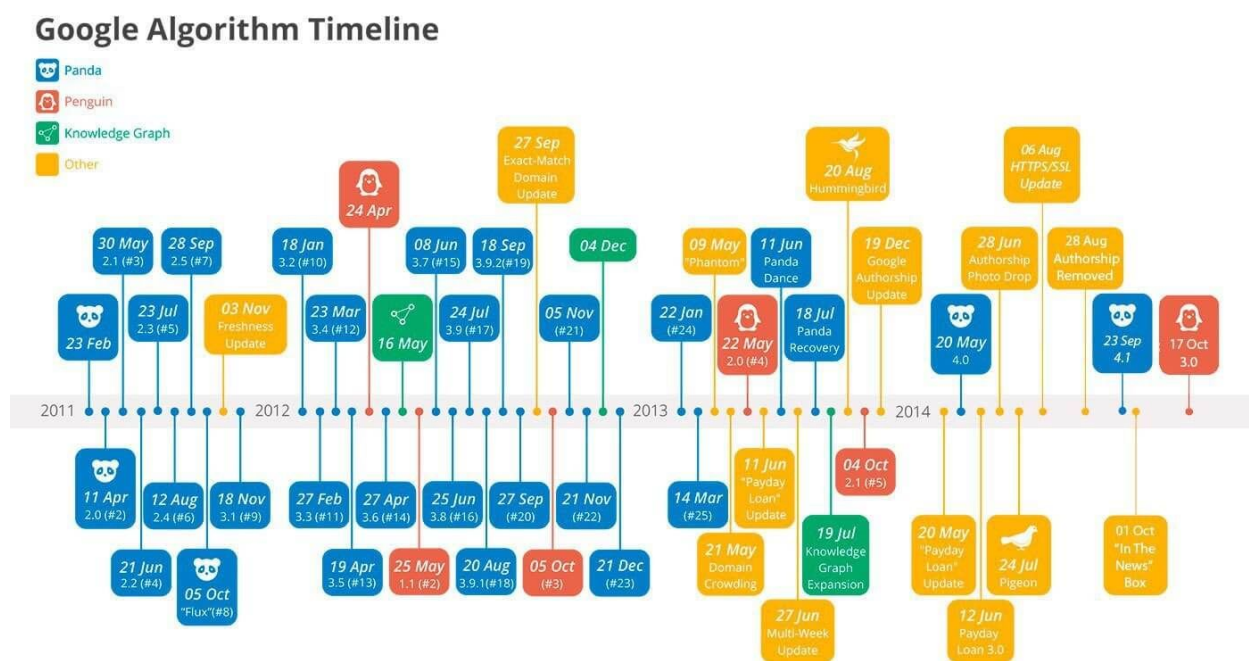 Google Algorithm Timeline
Panda
Penguin
Knowledge Graph
Other
27 Sep
Exact-Match
Domain
Update
20 Aug
Hummingbird
06 Aug
HTTPS/SSL
Update
24 Apr
30 May
2.1 (#3)
28 Sep
2.5 (#7)
18 Jan
3.2 (#10)
08 Jun
3.7 (#15)
18 Sep
3.9.2(#19)
04 Dec
09 May
"Phantom"
11 Jun
Panda
Dance
19 Dec
Google
Authorship
Update
28 Jun
Authorship
Photo Drop
28 Aug
Authorship
Removed
23 Feb
23 Jul
2.3 (#5)
03 Nov
Freshness
Update
23 Mar
3.4 (#12)
16 May
24 Jul
3.9 (#17)
05 Nov
(#21)
22 Jan
(#24)
22 May
2.0 (#4)
18 Jul
Panda
Recovery
20 May
4.0
23 Sep
4.1
17 Oct
3.0
2011
2012
2013
2014
11 Apr
2.0 (#2)
12 Aug
2.4 (#6)
18 Nov
3.1 (#9)
27 Feb
3.3 (#11)
27 Apr
3.6 (#14)
25 Jun
3.8 (#16)
27 Sep
(#20)
21 Nov
(#22)
14 Mar
(#25)
11 Jun
"Payday
Loan"
Update
04 Oct
2.1 (#5)
21 Jun
2.2 (#4)
05 Oct
"Flux"(#8)
19 Apr
3.5 (#13)
25 May
1.1 (#2)
20 Aug
3.9.1(#18)
05 Oct
(#3)
21 Dec
(#23)
21 May
Domain
Crowding
27 Jun
Multi-Week
Update
19 Jul
Knowledge
Graph
Expansion
20 May
"Payday
Loan"
Update
12 Jun
Payday
Loan 3.0
24 Jul
Pigeon
01 Oct
"In The
News"
Box